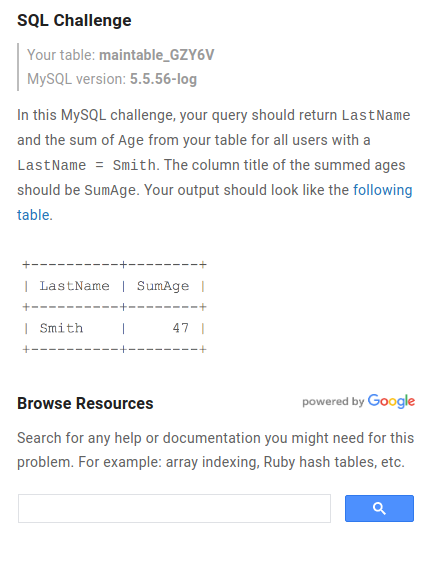 SQL Challenge
Your table: maintable_GZY6V
MySQL version: 5.5.56-log
In this MySQL challenge, your query should return LastName
and the sum of Age from your table for all users with a
LastName = Smith. The column title of the summed ages
should be SumAge. Your output should look like the following
table.
+----------+--------+
| LastName | SumAge |
+----------+--------+
| Smith    |     47 |
+----------+--------+
Browse Resources
powered by Google
Search for any help or documentation you might need for this
problem. For example: array indexing, Ruby hash tables, etc.